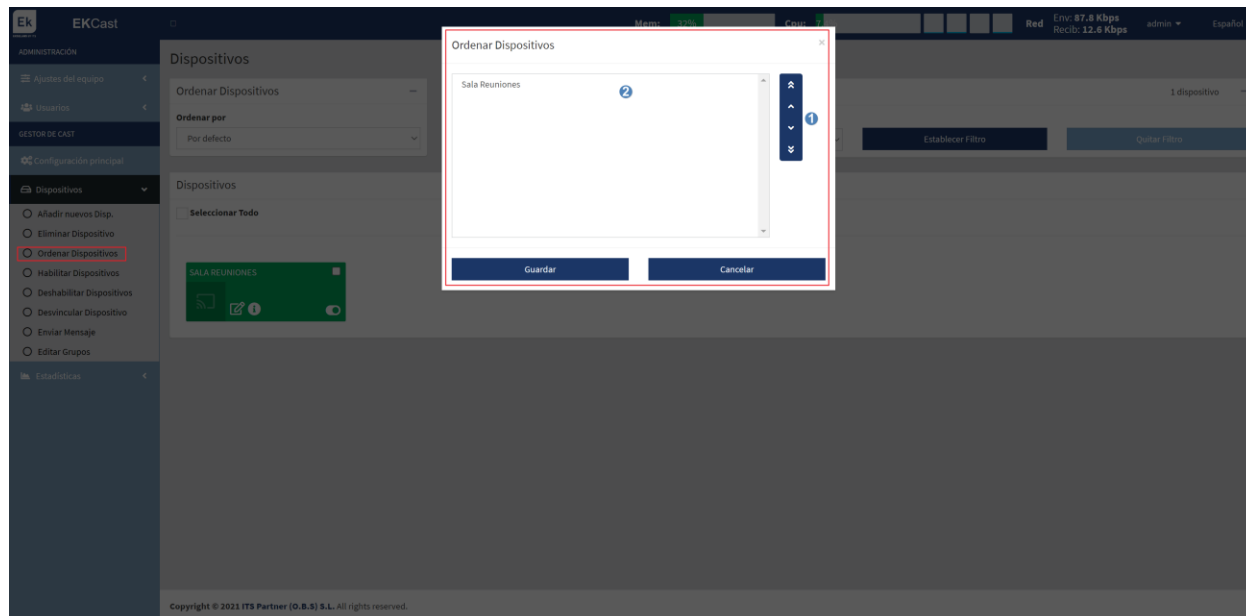 Ek EKCast
Mem: 32% Cpu: 7
Red Env: 87.8 Kbps
Recib: 12.6 Kbps
admin Español
ADMINISTRACIÓN
Ajustes del equipo
Usuarios
GESTOR DE CAST
Configuración principal
Dispositivos
Añadir nuevos Disp.
Eliminar Dispositivo
Ordenar Dispositivos
Habilitar Dispositivos
Deshabilitar Dispositivos
Desvincular Dispositivo
Enviar Mensaje
Editar Grupos
Estadísticas
Dispositivos
Ordenar Dispositivos
Ordenar por
Por defecto
1 dispositivo
Establecer Filtro Quitar Filtro
Dispositivos
Seleccionar Todo
SALA REUNIONES
Ordenar Dispositivos ×
Sala Reuniones
2
1
Guardar Cancelar
Copyright © 2021 ITS Partner (O.B.S) S.L. All rights reserved.